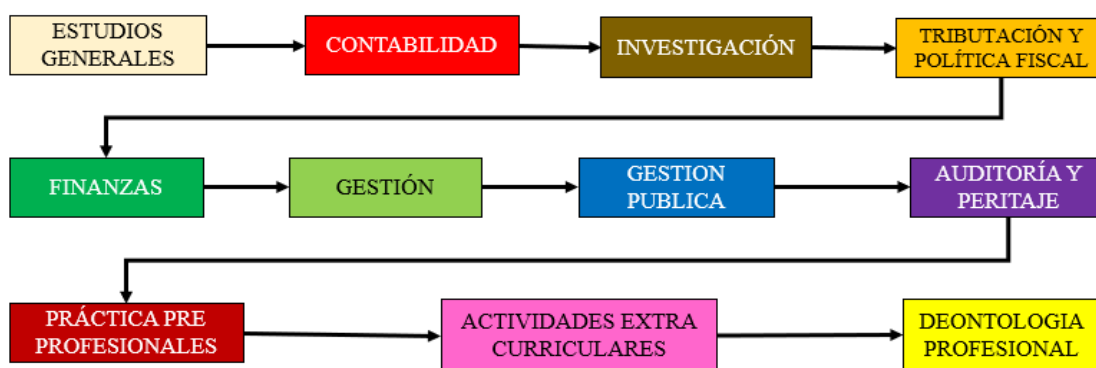 ESTUDIOS
GENERALES
CONTABILIDAD
INVESTIGACIÓN
TRIBUTACIÓN Y
POLÍTICA FISCAL
FINANZAS
GESTIÓN
GESTION
PUBLICA
AUDITORÍA Y
PERITAJE
PRÁCTICA PRE
PROFESIONALES
ACTIVIDADES EXTRA
CURRICULARES
DEONTOLOGIA
PROFESIONAL